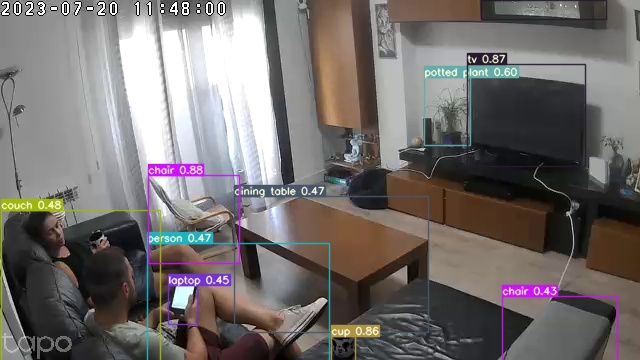 2023-07-20 11:48:00
tv 0.87
potted plant 0.60
chair 0.88
dining table 0.47
couch 0.48
person 0.47
laptop 0.45
chair 0.43
cup 0.86
tapo